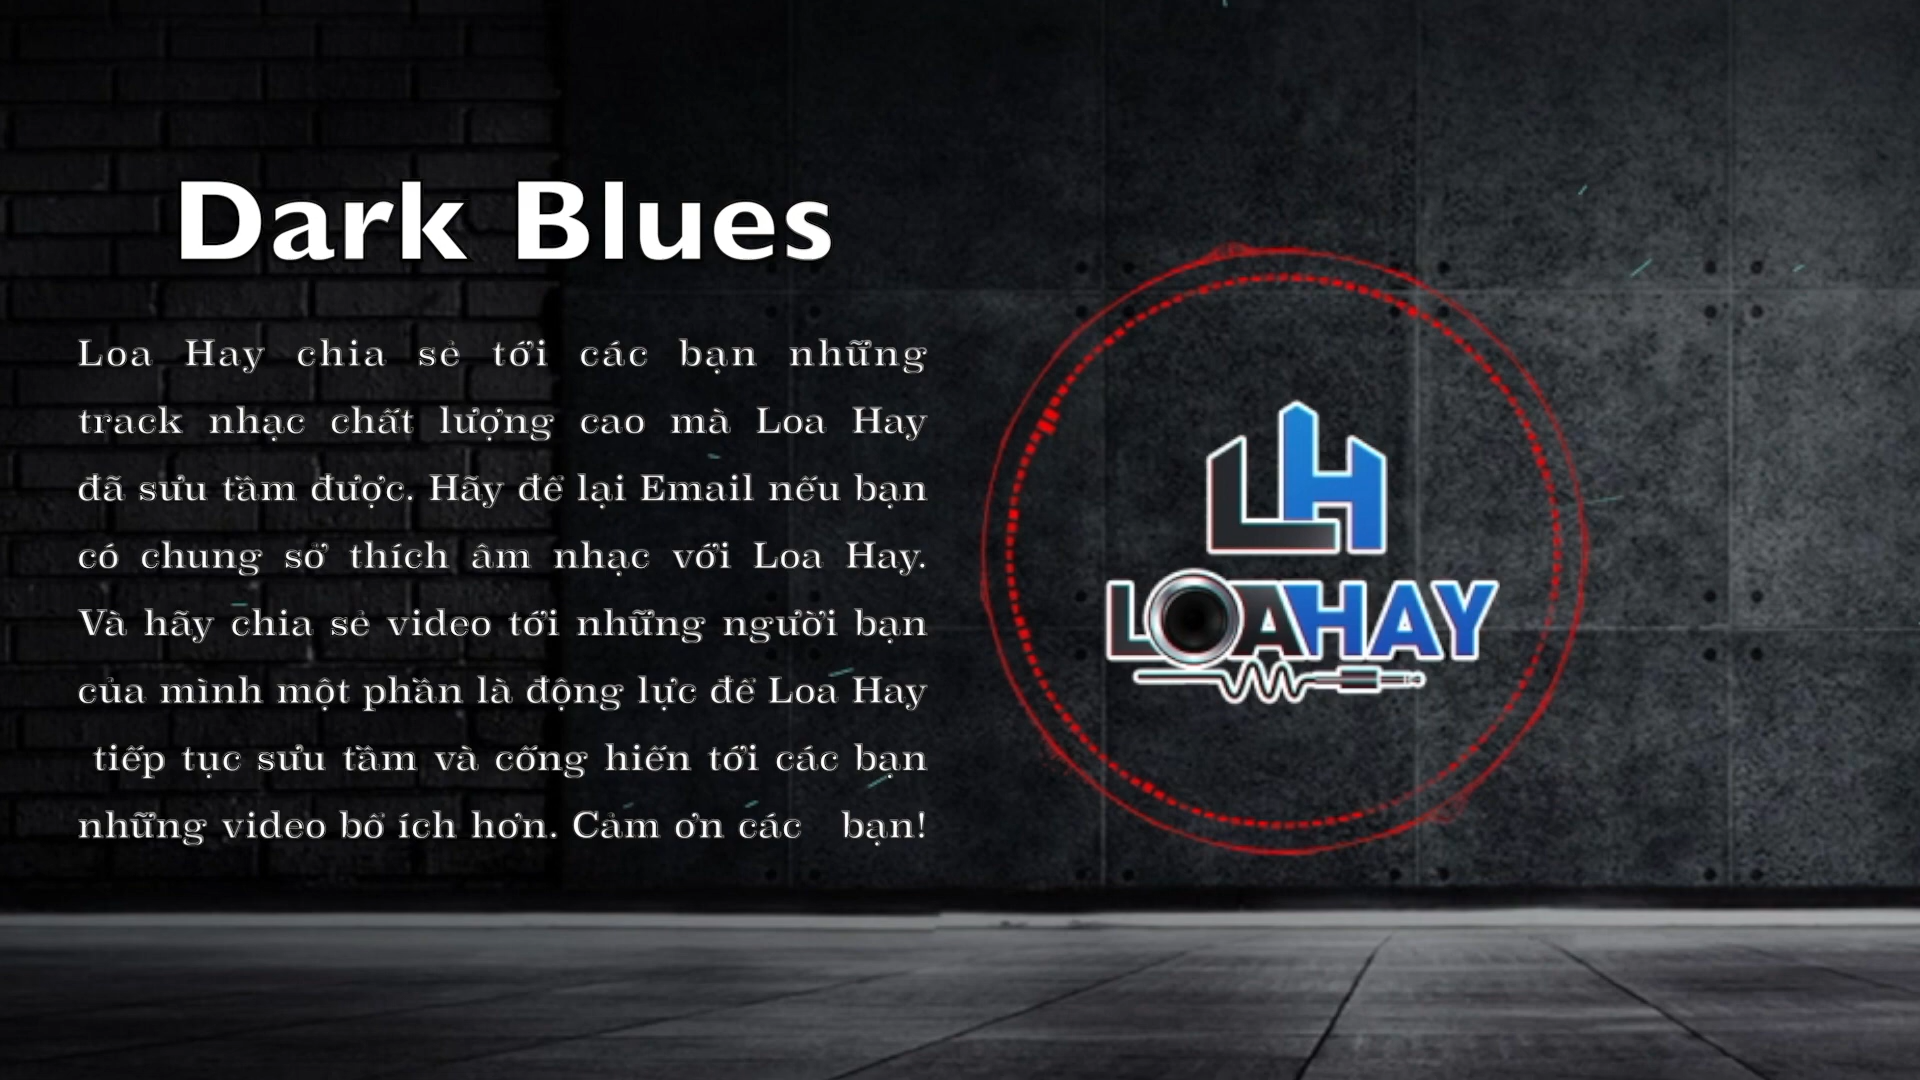 Dark Blues
Loa Hay chia sẻ tới các bạn những
track nhạc chất lượng cao mà Loa Hay
đã sưu tầm được. Hãy để lại Email nếu bạn
có chung sở thích âm nhạc với Loa Hay.
Và hãy chia sẻ video tới những người bạn
của mình một phần là động lực để Loa Hay
tiếp tục sưu tầm và cống hiến tới các bạn
những video bổ ích hơn. Cảm ơn các bạn!
LH
LOAHAY